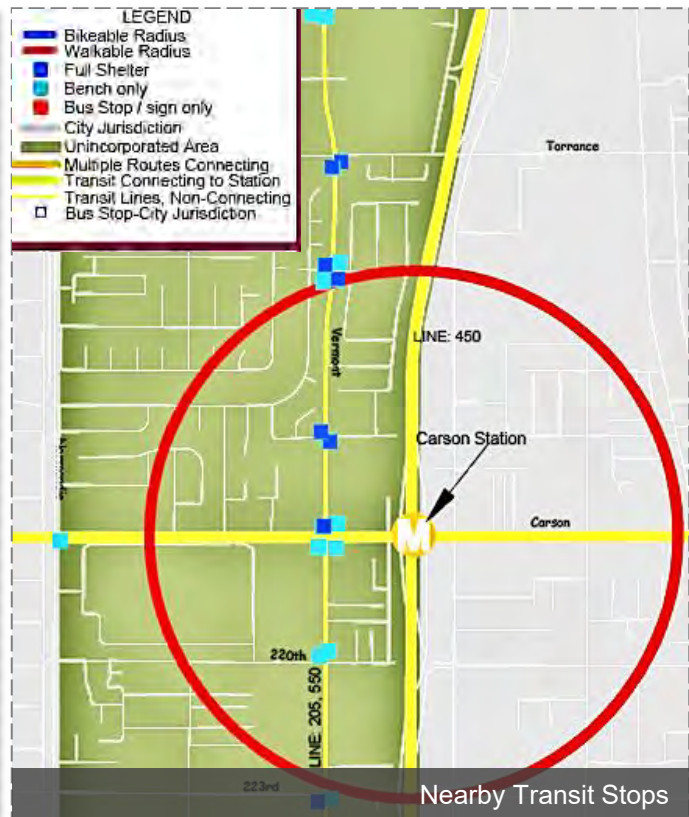 LEGEND
Bikeable Radius
Walkable Radius
Full Shelter
Bench only
Bus Stop / sign only
City Jurisdiction
Unincorporated Area
Multiple Routes Connecting
Transit Connecting to Station
Transit Lines, Non-Connecting
Bus Stop-City Jurisdiction
Torrance
Vermont
LINE: 450
Carson Station
Normandie
M
Carson
220th
LINE: 205, 550
223rd
Nearby Transit Stops